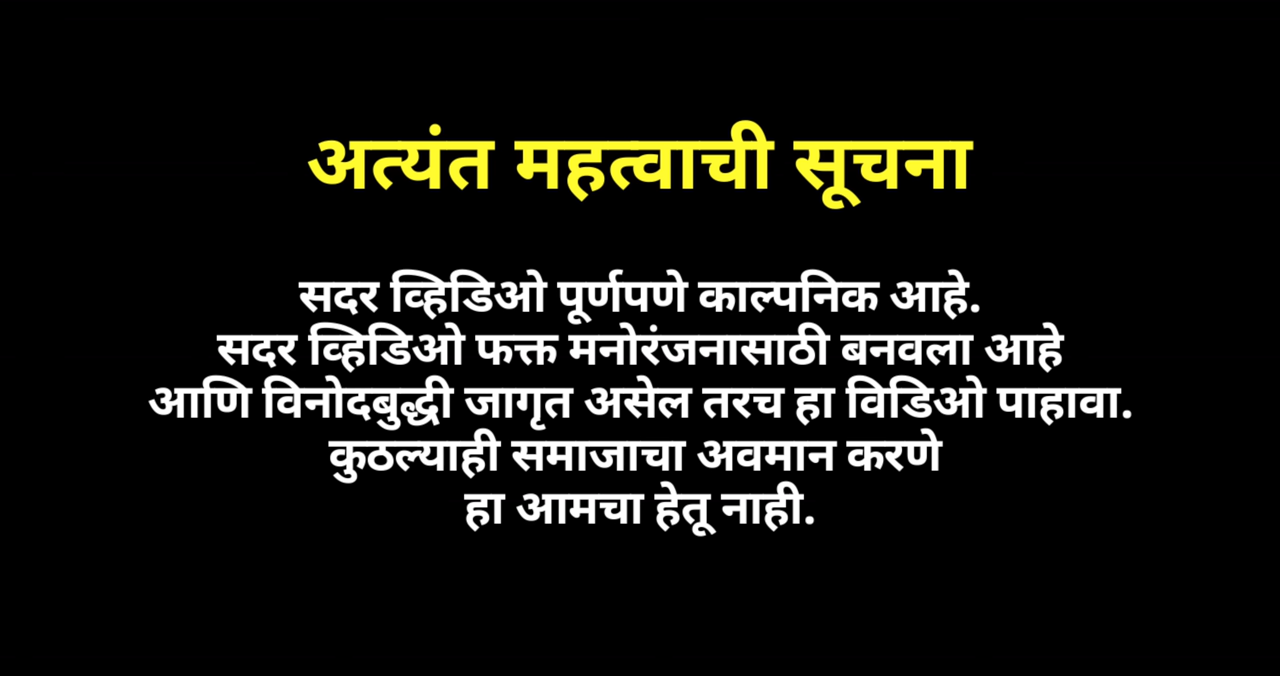 अत्यंत महत्वाची सूचना
सदर व्हिडिओ पूर्णपणे काल्पनिक आहे.
सदर व्हिडिओ फक्त मनोरंजनासाठी बनवला आहे
आणि विनोदबुद्धी जागृत असेल तरच हा विडिओ पाहावा.
कुठल्याही समाजाचा अवमान करणे
हा आमचा हेतू नाही.